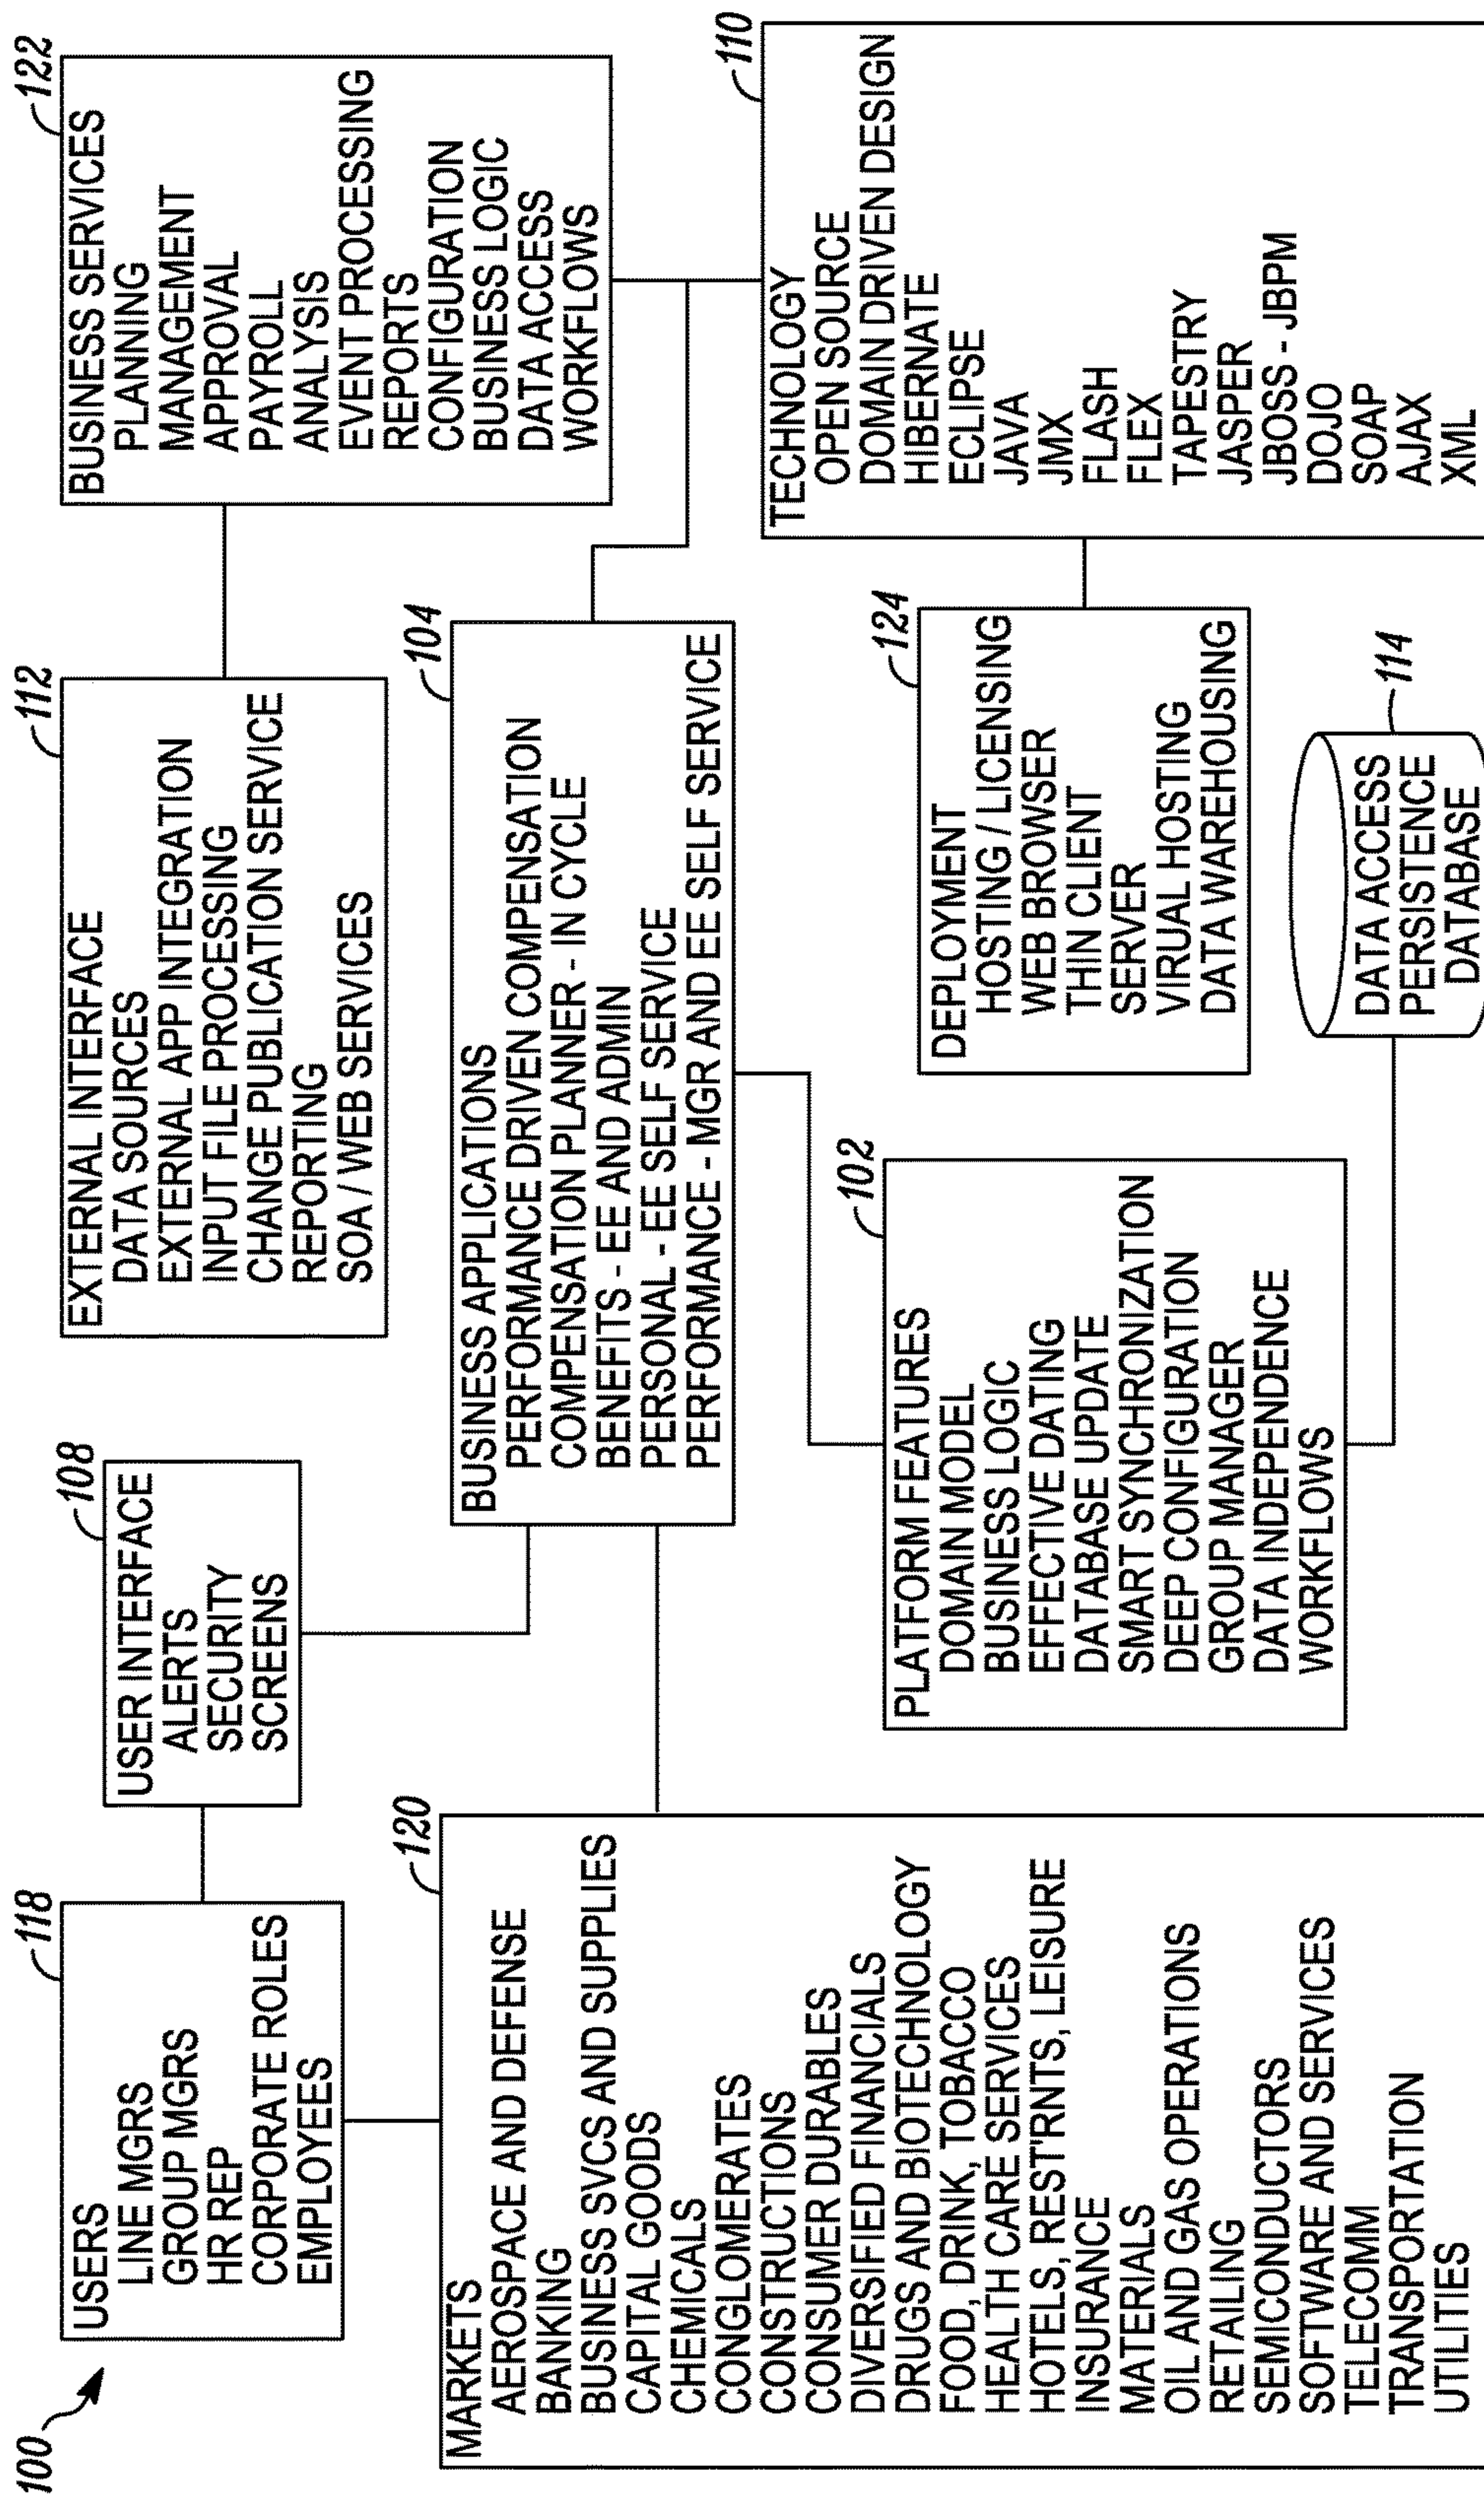 100
118
USERS
LINE MGRS
GROUP MGRS
HR REP
CORPORATE ROLES
EMPLOYEES
108
USER INTERFACE
ALERTS
SECURITY
SCREENS
112
EXTERNAL INTERFACE
DATA SOURCES
EXTERNAL APP INTEGRATION
INPUT FILE PROCESSING
CHANGE PUBLICATION SERVICE
REPORTING
SOA / WEB SERVICES
122
BUSINESS SERVICES
PLANNING
MANAGEMENT
APPROVAL
PAYROLL
ANALYSIS
EVENT PROCESSING
REPORTS
CONFIGURATION
BUSINESS LOGIC
DATA ACCESS
WORKFLOWS
120
MARKETS
AEROSPACE AND DEFENSE
BANKING
BUSINESS SVCS AND SUPPLIES
CAPITAL GOODS
CHEMICALS
CONGLOMERATES
CONSTRUCTIONS
CONSUMER DURABLES
DIVERSIFIED FINANCIALS
DRUGS AND BIOTECHNOLOGY
FOOD, DRINK, TOBACCO
HEALTH CARE SERVICES
HOTELS, REST'RNTS, LEISURE
INSURANCE
MATERIALS
OIL AND GAS OPERATIONS
RETAILING
SEMICONDUCTORS
SOFTWARE AND SERVICES
TELECOMM
TRANSPORTATION
UTILITIES
104
BUSINESS APPLICATIONS
PERFORMANCE DRIVEN COMPENSATION
COMPENSATION PLANNER - IN CYCLE
BENEFITS - EE AND ADMIN
PERSONAL - EE SELF SERVICE
PERFORMANCE - MGR AND EE SELF SERVICE
102
PLATFORM FEATURES
DOMAIN MODEL
BUSINESS LOGIC
EFFECTIVE DATING
DATABASE UPDATE
SMART SYNCHRONIZATION
DEEP CONFIGURATION
GROUP MANAGER
DATA INDEPENDENCE
WORKFLOWS
124
DEPLOYMENT
HOSTING / LICENSING
WEB BROWSER
THIN CLIENT
SERVER
VIRUAL HOSTING
DATA WAREHOUSING
114
DATA ACCESS
PERSISTENCE
DATABASE
110
TECHNOLOGY
OPEN SOURCE
DOMAIN DRIVEN DESIGN
HIBERNATE
ECLIPSE
JAVA
JMX
FLASH
FLEX
TAPESTRY
JASPER
JBOSS - JBPM
DOJO
SOAP
AJAX
XML